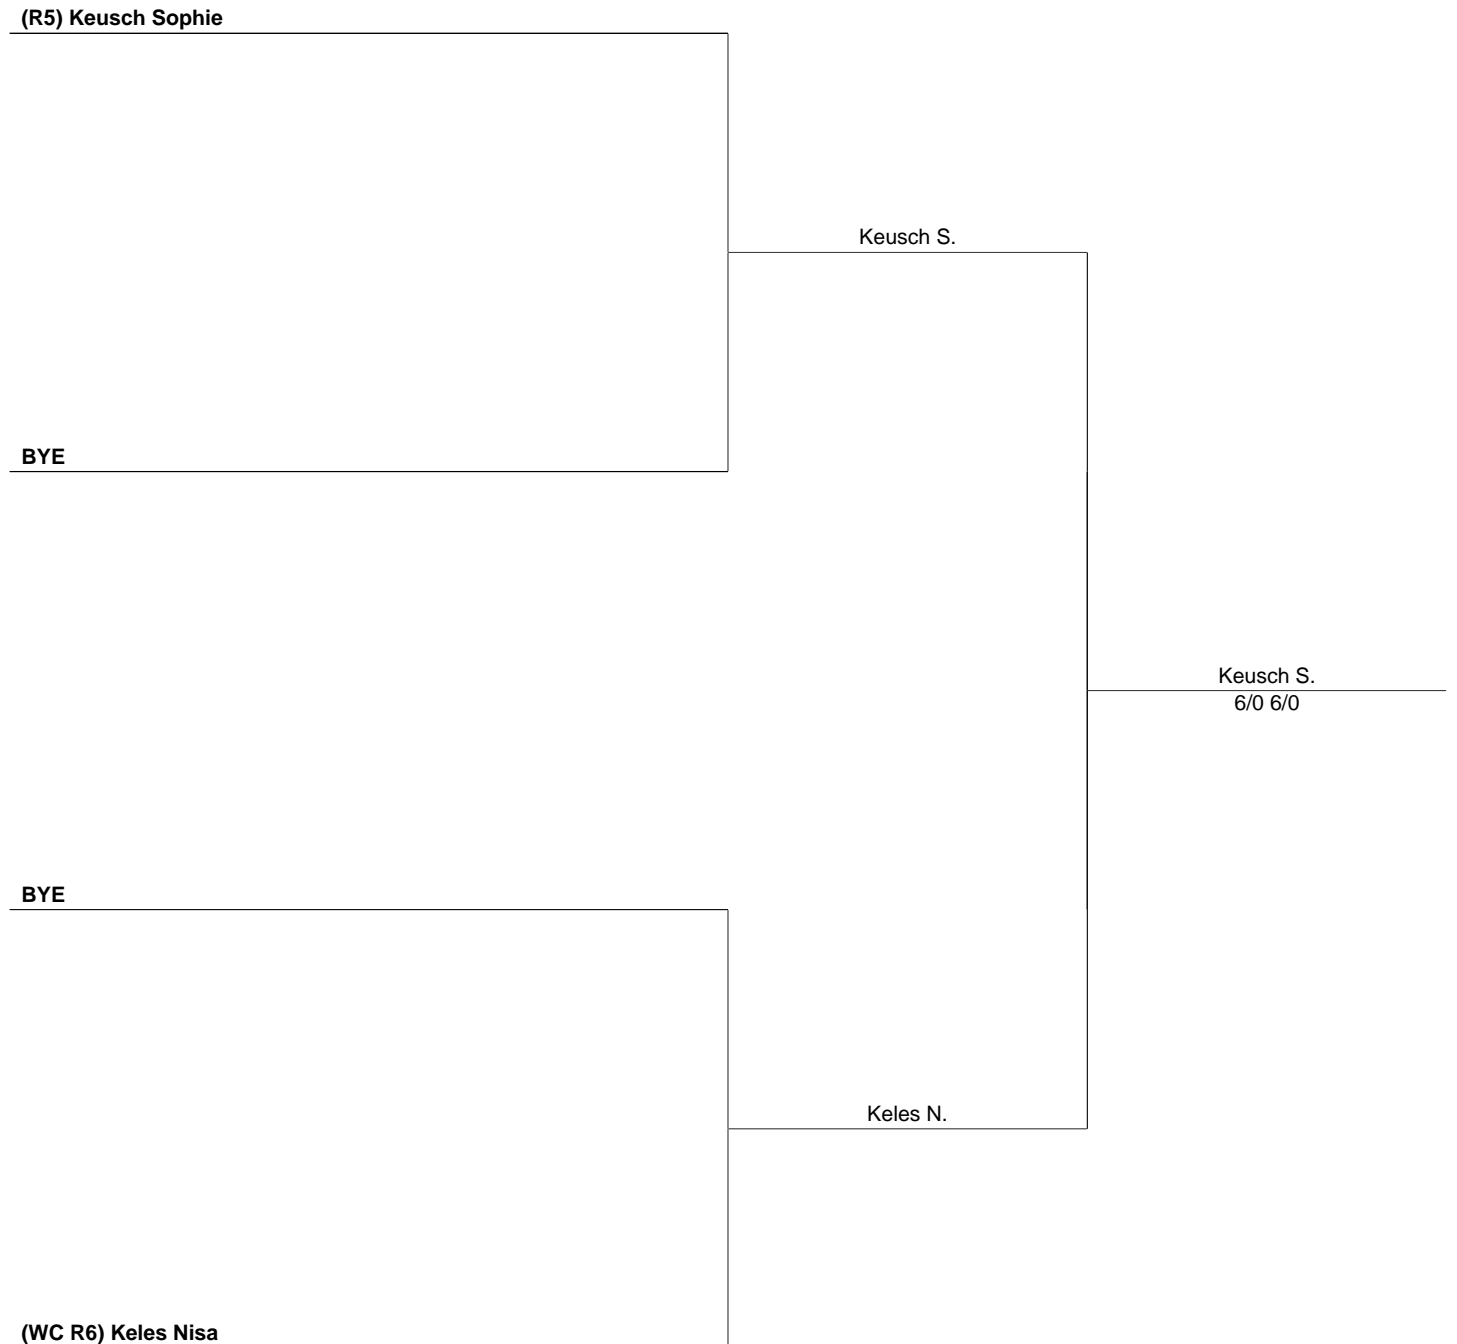 (R5) Keusch Sophie
Keusch S.
BYE
Keusch S.
6/0 6/0
BYE
Keles N.
(WC R6) Keles Nisa